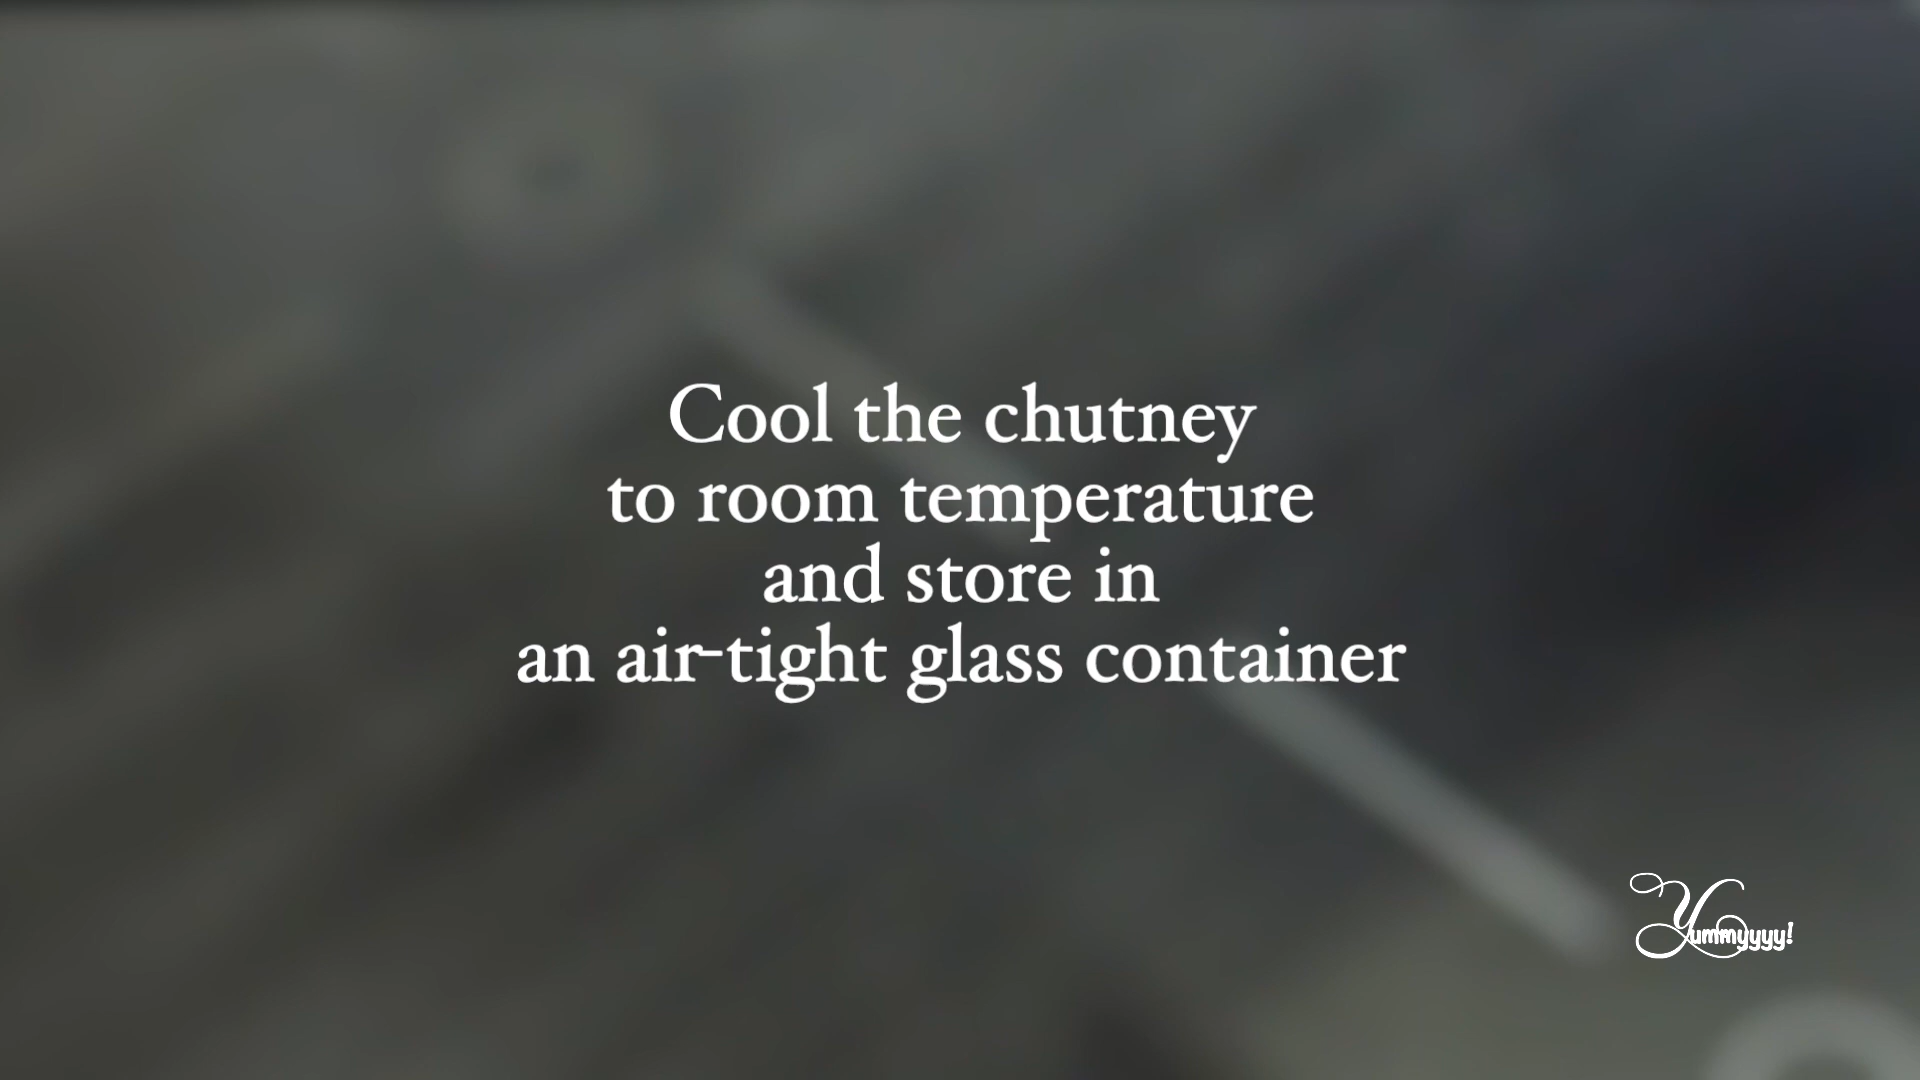 Cool the chutney
to room temperature
and store in
an air-tight glass container
Yummyyyy!